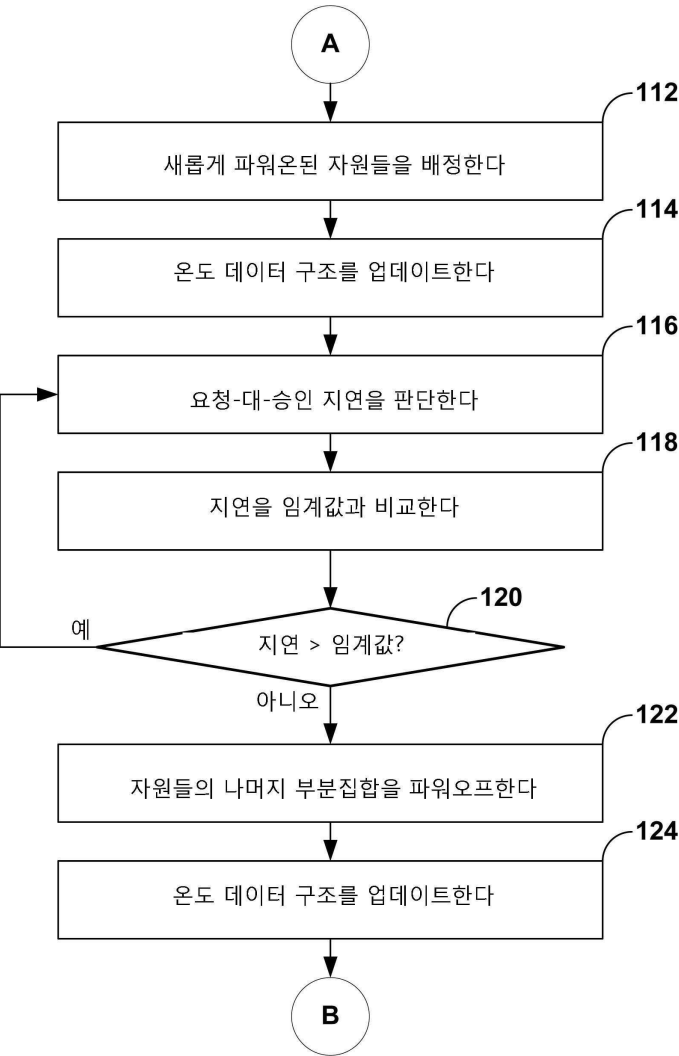 A
112
새롭게 파워온된 자원들을 배정한다
114
온도 데이터 구조를 업데이트한다
116
요청-대-승인 지연을 판단한다
118
지연을 임계값과 비교한다
120
예
지연 > 임계값?
아니오
122
자원들의 나머지 부분집합을 파워오프한다
124
온도 데이터 구조를 업데이트한다
B